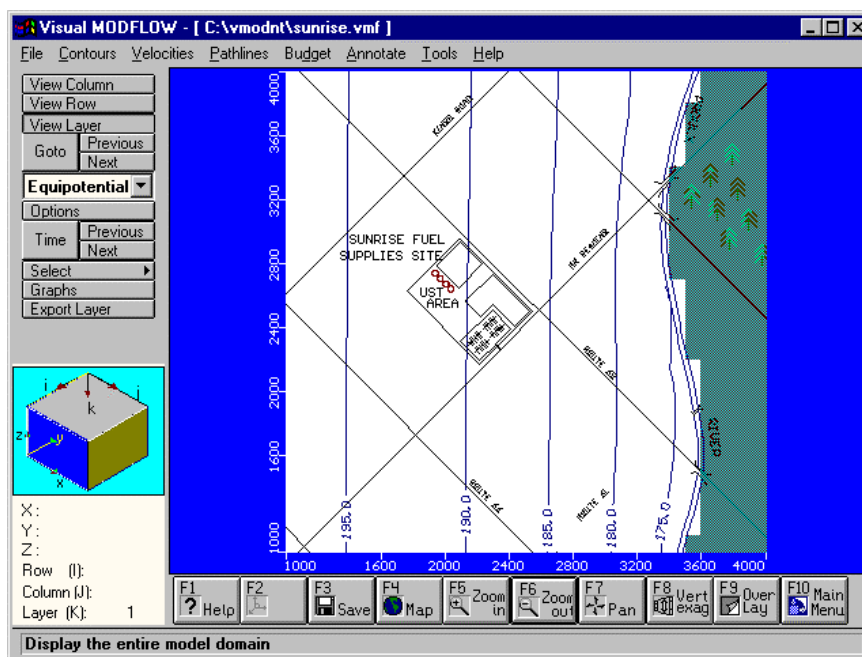 Visual MODFLOW - [ C:\vmodnt\sunrise.vmf ]
File Contours Velocities Pathlines Budget Annotate Tools Help
View Column
View Row
View Layer
Goto
Previous
Next
Equipotential
Options
Time
Previous
Next
Select
Graphs
Export Layer
i j
k
z y
x
X:
Y:
Z:
Row (I):
Column (J):
Layer (K): 1
4000
3600
3200
2800
2400
2000
1600
1000
SUNRISE FUEL
SUPPLIES SITE
UST
AREA
RIVER
195.0
190.0
185.0
180.0
175.0
1000 1600 2000 2400 2800 3200 3600 4000
F1 Help
F2
F3 Save
F4 Map
F5 Zoom in
F6 Zoom out
F7 Pan
F8 Vert exag
F9 Over Lay
F10 Main Menu
Display the entire model domain